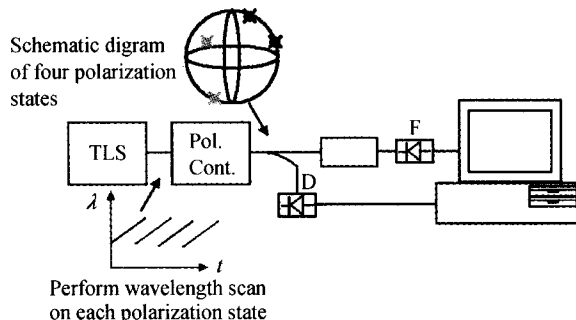 Schematic digram
of four polarization
states
TLS
Pol.
Cont.
F
D
λ
t
Perform wavelength scan
on each polarization state